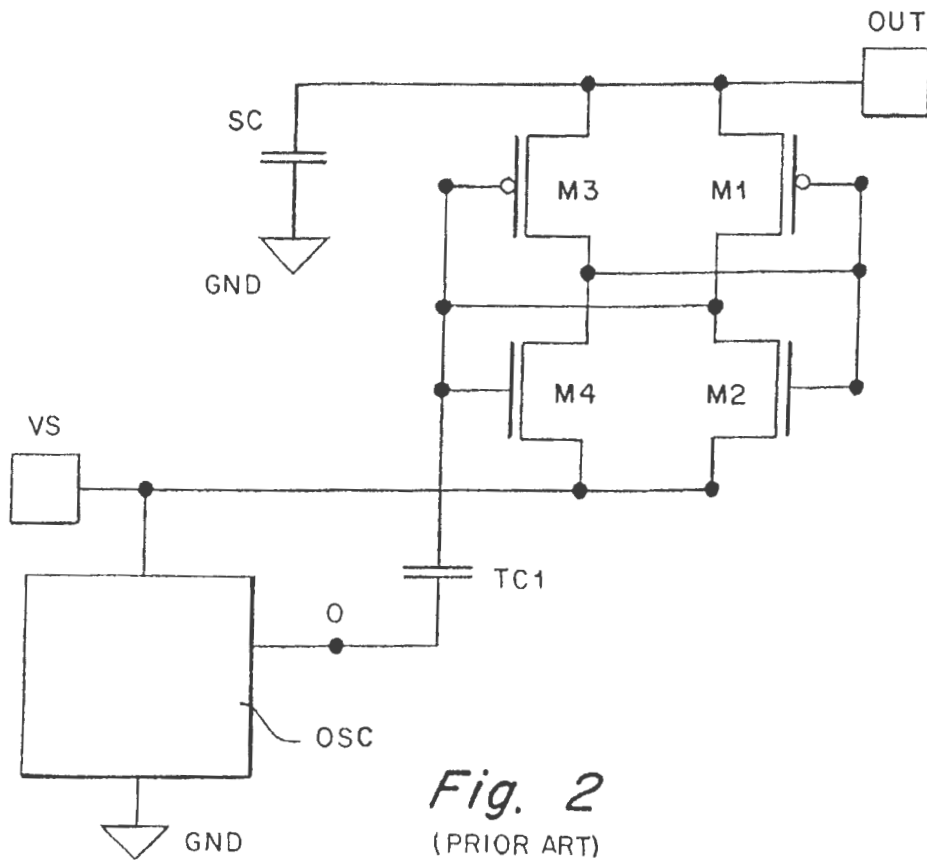 OUT
SC
M3
M1
GND
M4
M2
VS
TC1
O
OSC
Fig. 2
GND
(PRIOR ART)